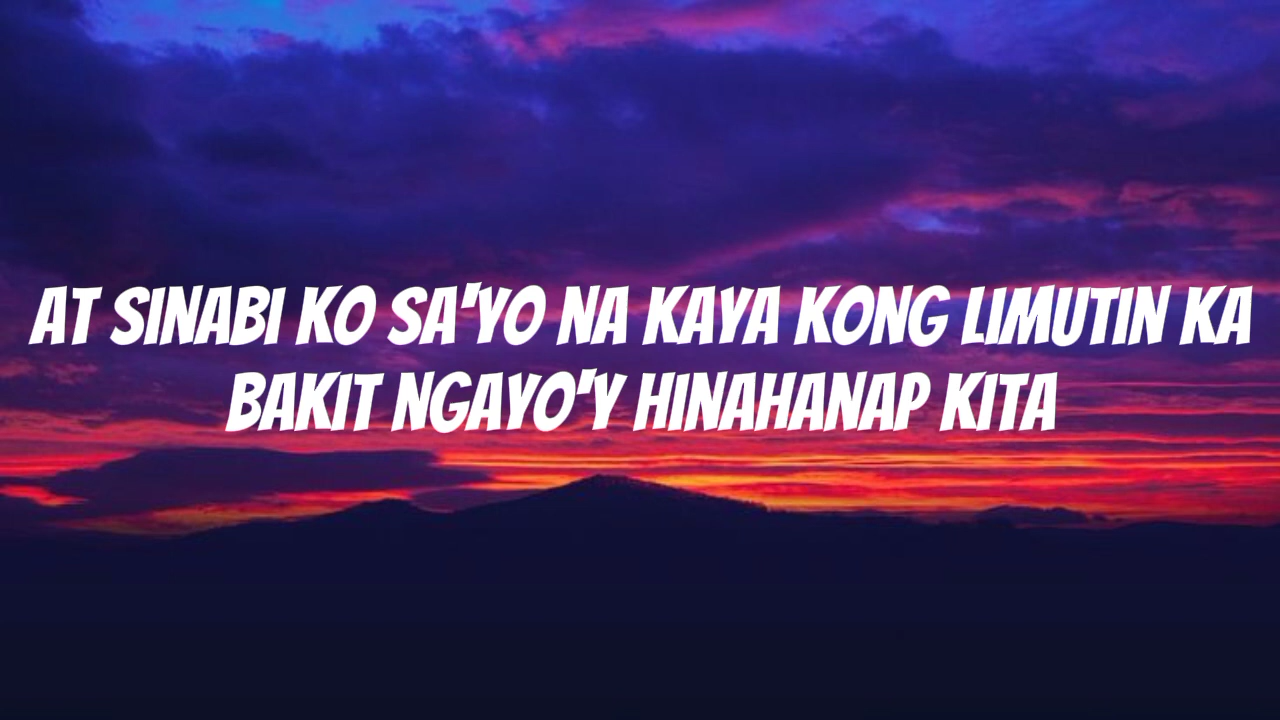 AT SINABI KO SA'YO NA KAYA KONG LIMUTIN KA
BAKIT NGAYO'Y HINAHANAP KITA